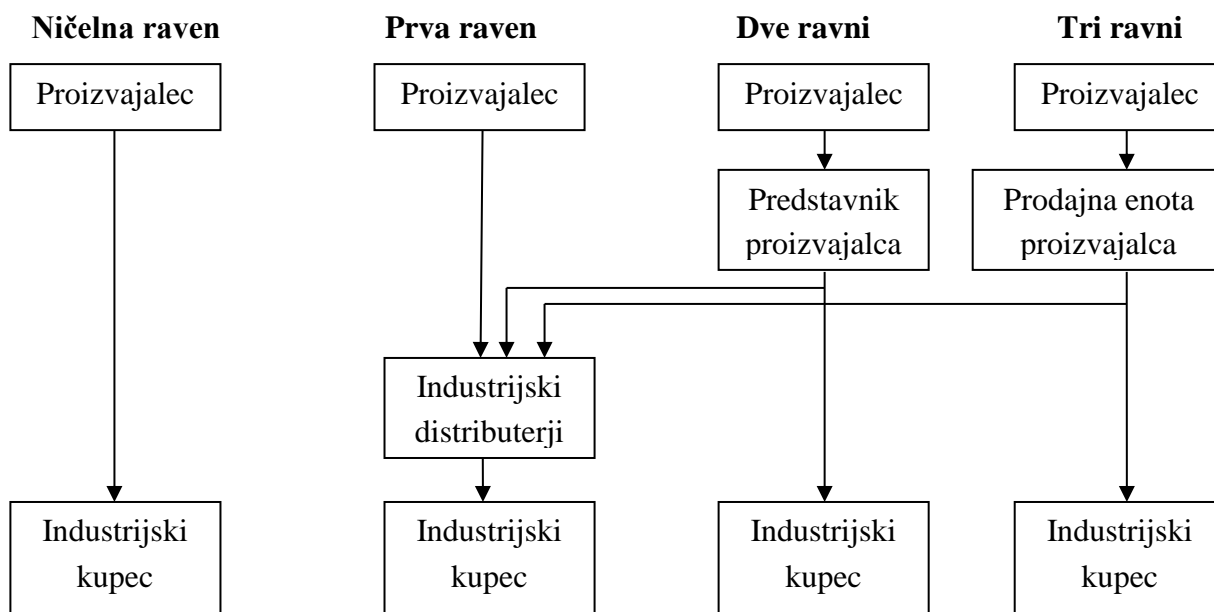 Ničelna raven
Prva raven
Dve ravni
Tri ravni
Proizvajalec
Proizvajalec
Proizvajalec
Proizvajalec
Predstavnik
proizvajalca
Prodajna enota
proizvajalca
Industrijski
distributerji
Industrijski
kupec
Industrijski
kupec
Industrijski
kupec
Industrijski
kupec